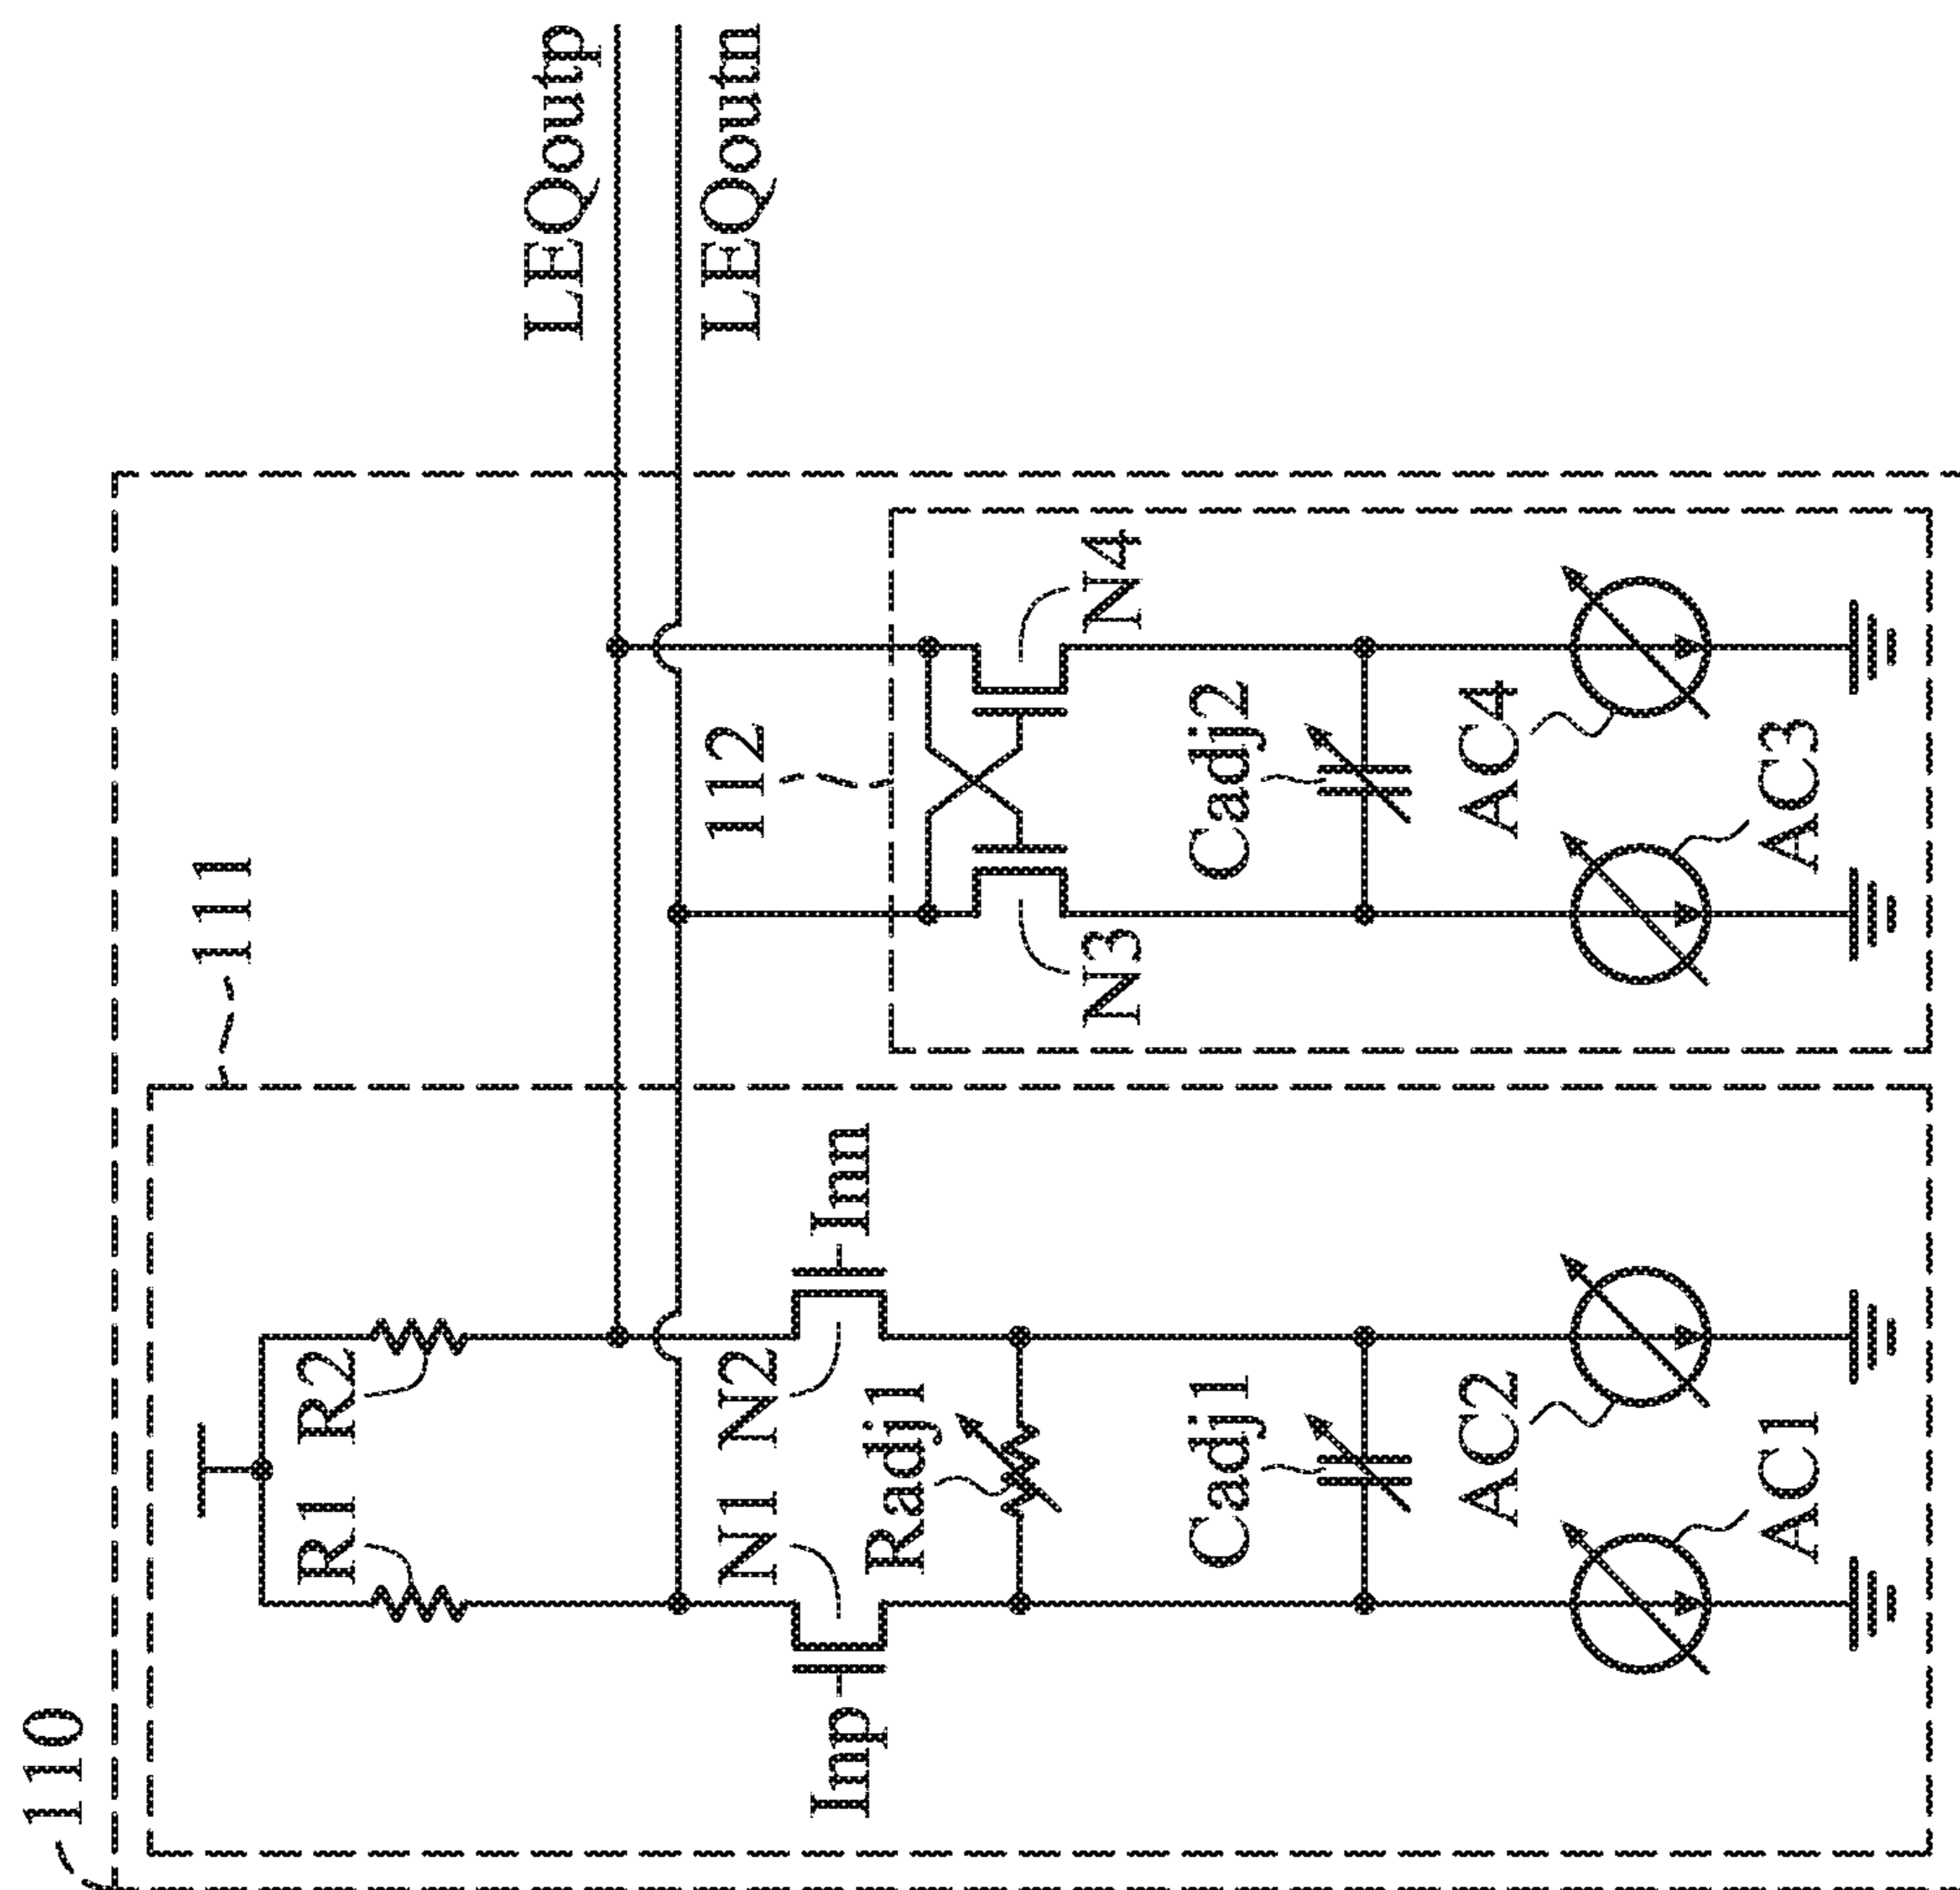 110
111
R1 R2
LEQoutp
LEQoutn
112
N1 N2
Inp
Inn
Radj1
N3
N4
Cadj1
Cadj2
AC2
AC4
AC1
AC3